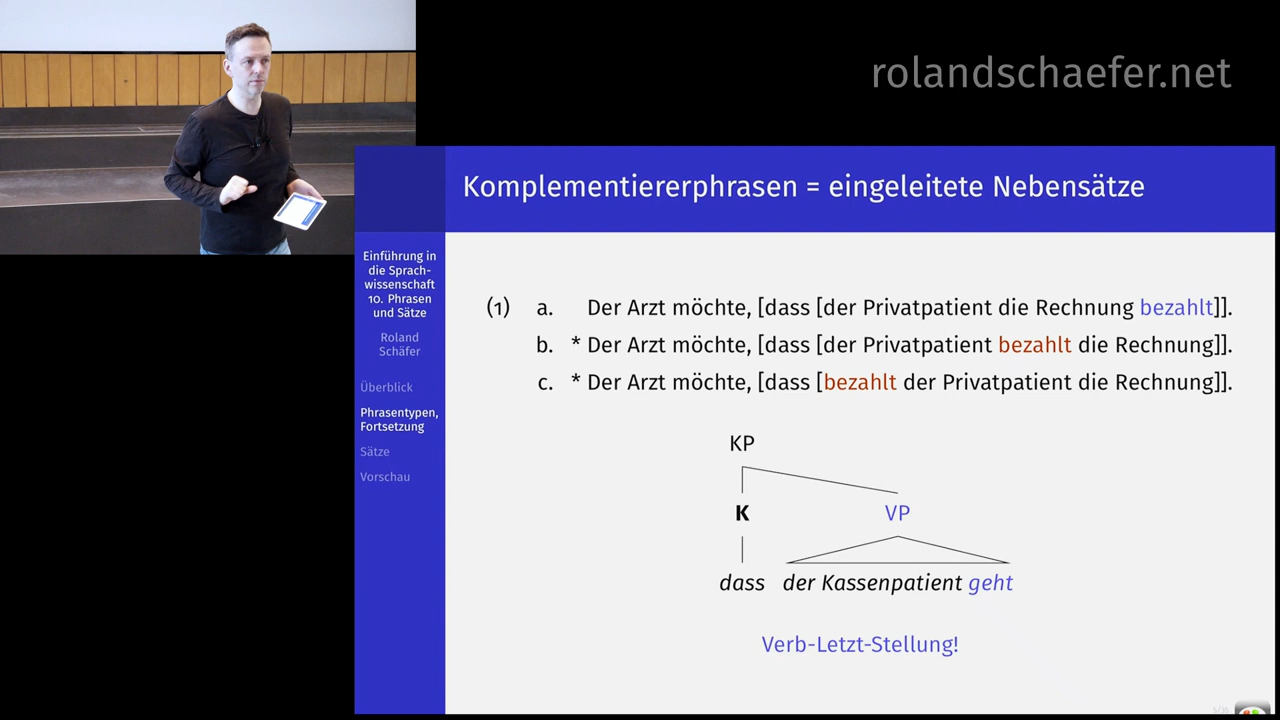 rolandschaefer.net
Komplementiererphrasen = eingeleitete Nebensätze
Einführung in
die Sprach-
wissenschaft
10. Phrasen
und Sätze
Roland
Schäfer
Überblick
Phrasentypen,
Fortsetzung
Sätze
Vorschau
(1) a. Der Arzt möchte, [dass [der Privatpatient die Rechnung bezahlt]].
b. * Der Arzt möchte, [dass [der Privatpatient bezahlt die Rechnung]].
c. * Der Arzt möchte, [dass [bezahlt der Privatpatient die Rechnung]].
KP
K VP
dass der Kassenpatient geht
Verb-Letzt-Stellung!